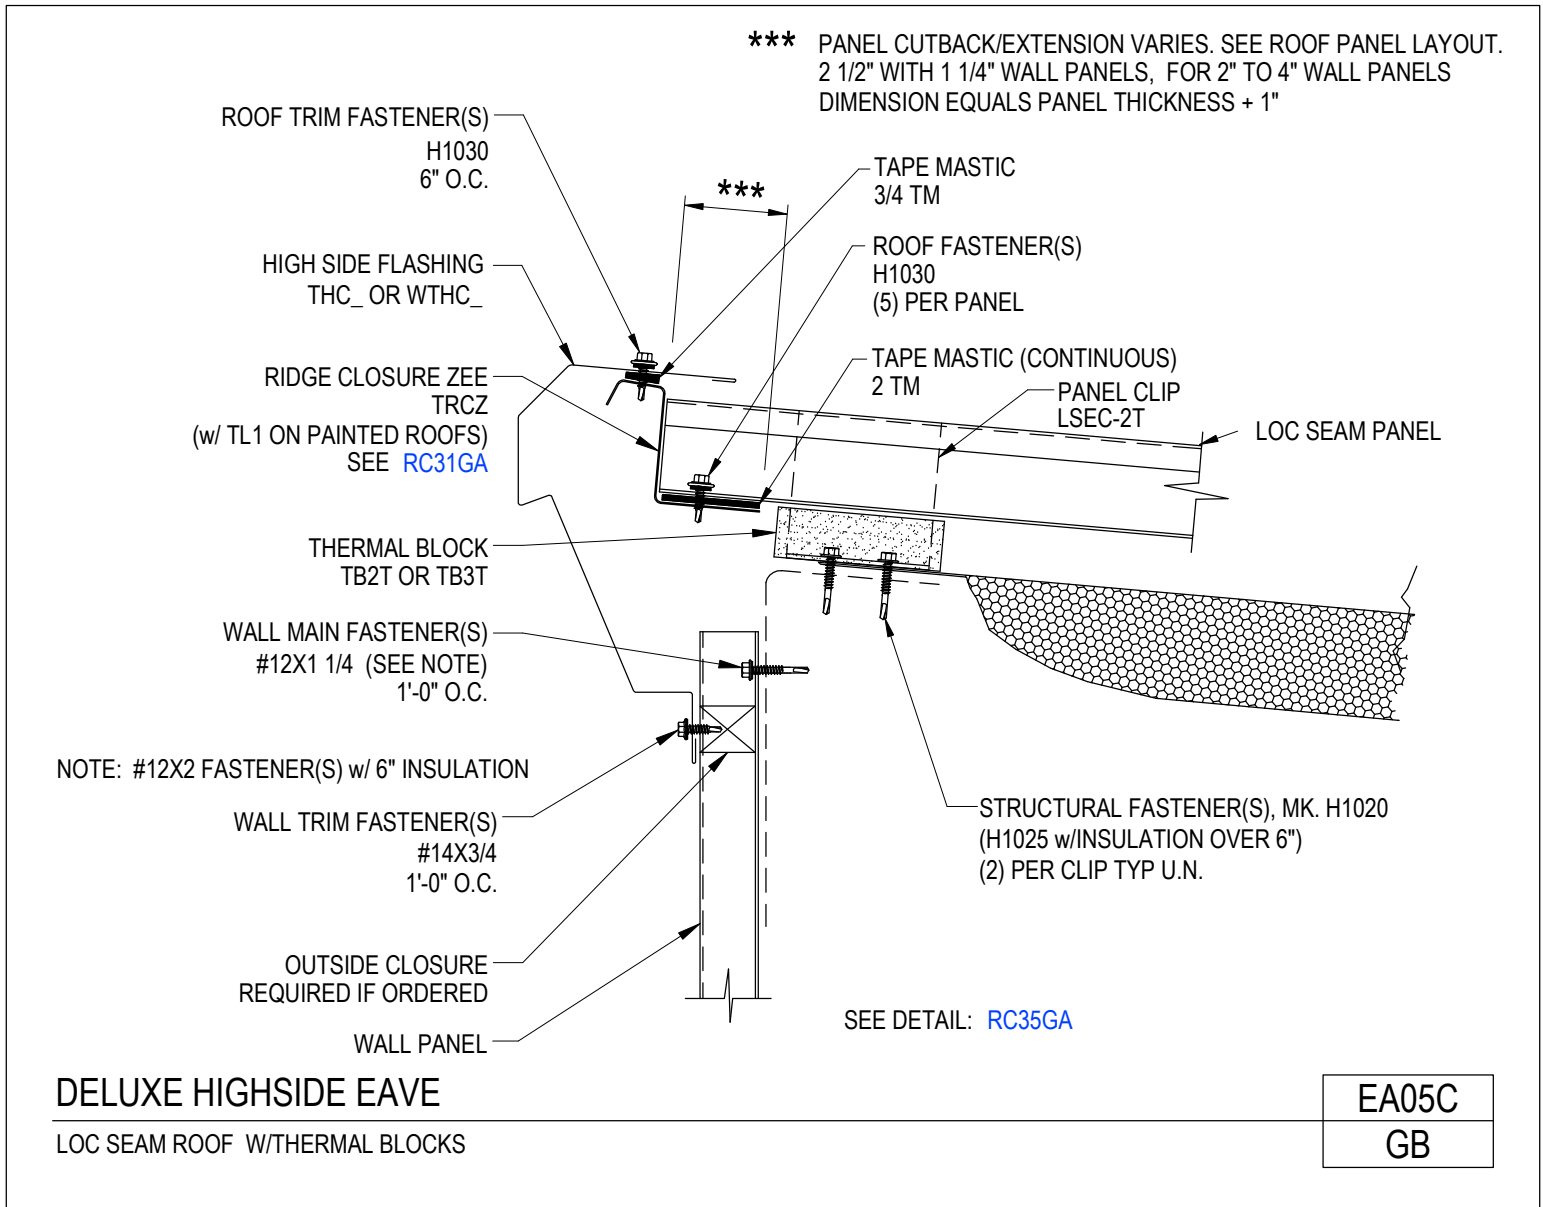 *** PANEL CUTBACK/EXTENSION VARIES. SEE ROOF PANEL LAYOUT.
2 1/2" WITH 1 1/4" WALL PANELS, FOR 2" TO 4" WALL PANELS
DIMENSION EQUALS PANEL THICKNESS + 1"
ROOF TRIM FASTENER(S)
H1030
6" O.C.
***
TAPE MASTIC
3/4 TM
ROOF FASTENER(S)
H1030
(5) PER PANEL
HIGH SIDE FLASHING
THC_ OR WTHC_
TAPE MASTIC (CONTINUOUS)
2 TM
PANEL CLIP
LSEC-2T
LOC SEAM PANEL
RIDGE CLOSURE ZEE
TRCZ
(w/ TL1 ON PAINTED ROOFS)
SEE RC31GA
THERMAL BLOCK
TB2T OR TB3T
WALL MAIN FASTENER(S)
#12X1 1/4 (SEE NOTE)
1'-0" O.C.
NOTE: #12X2 FASTENER(S) w/ 6" INSULATION
WALL TRIM FASTENER(S)
#14X3/4
1'-0" O.C.
STRUCTURAL FASTENER(S), MK. H1020
(H1025 w/INSULATION OVER 6")
(2) PER CLIP TYP U.N.
OUTSIDE CLOSURE
REQUIRED IF ORDERED
WALL PANEL
SEE DETAIL: RC35GA
DELUXE HIGHSIDE EAVE
LOC SEAM ROOF W/THERMAL BLOCKS
EA05C
GB